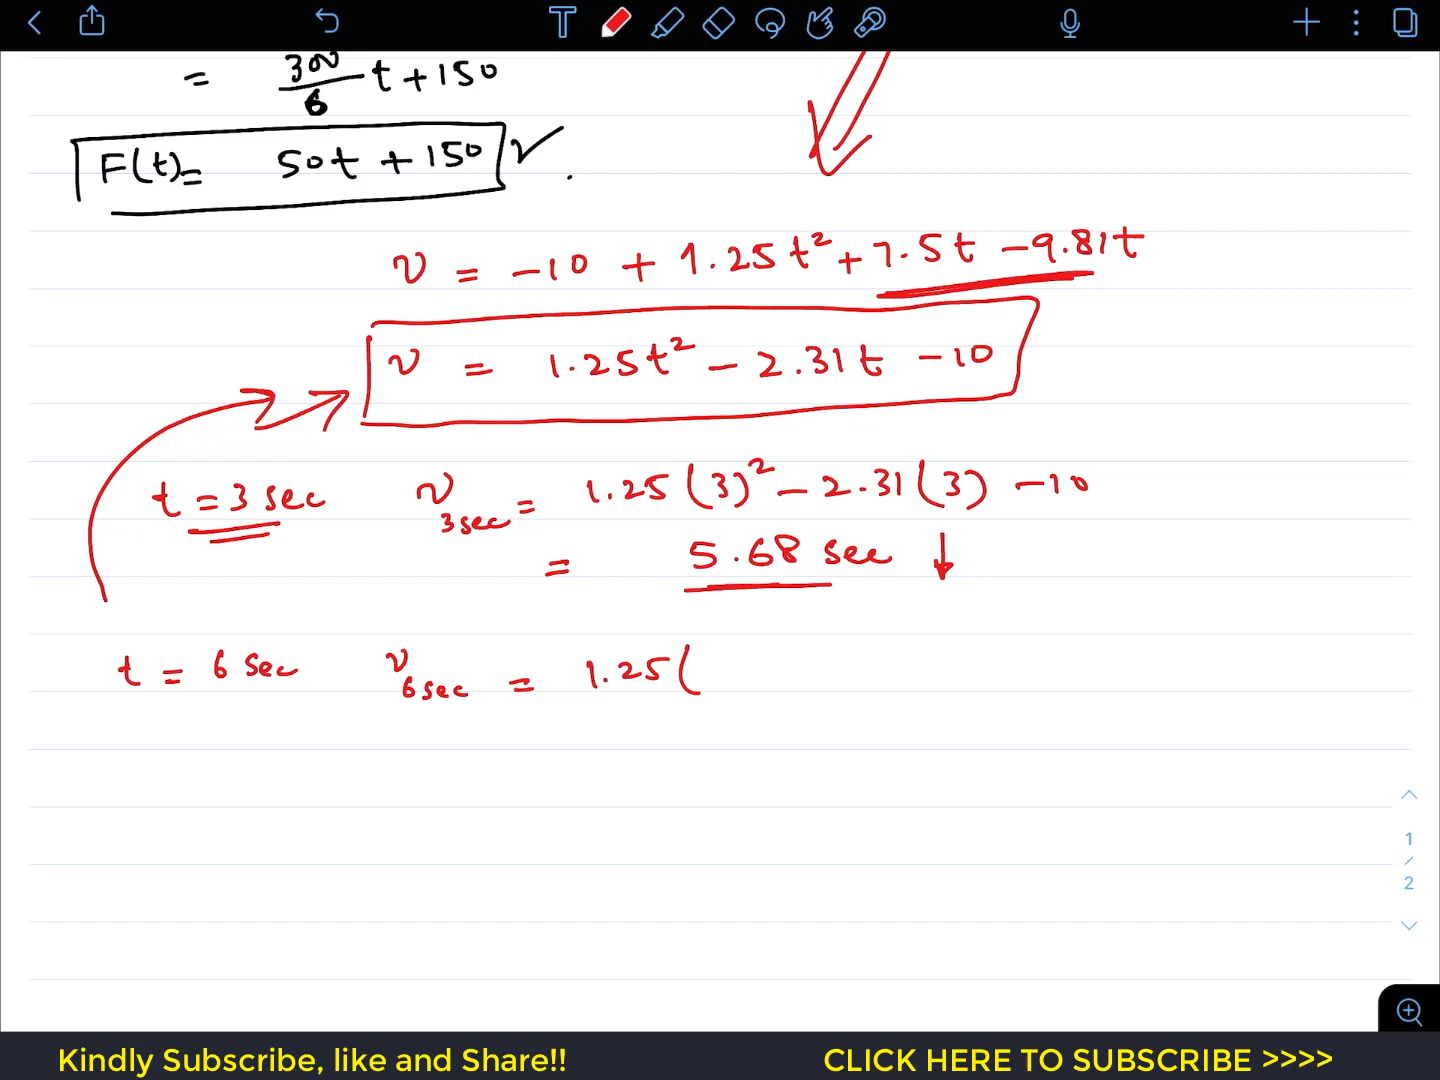 = 300/6 t + 150
F(t) = 50t + 150 ✓ .
v = -10 + 1.25t² + 7.5t - 9.81t
v = 1.25t² - 2.31t - 10
t = 3 sec v 3sec = 1.25(3)² - 2.31(3) - 10
= 5.68 sec ↓
t = 6 sec v 6sec = 1.25(
1
/
2
Kindly Subscribe, like and Share!! CLICK HERE TO SUBSCRIBE >>>>